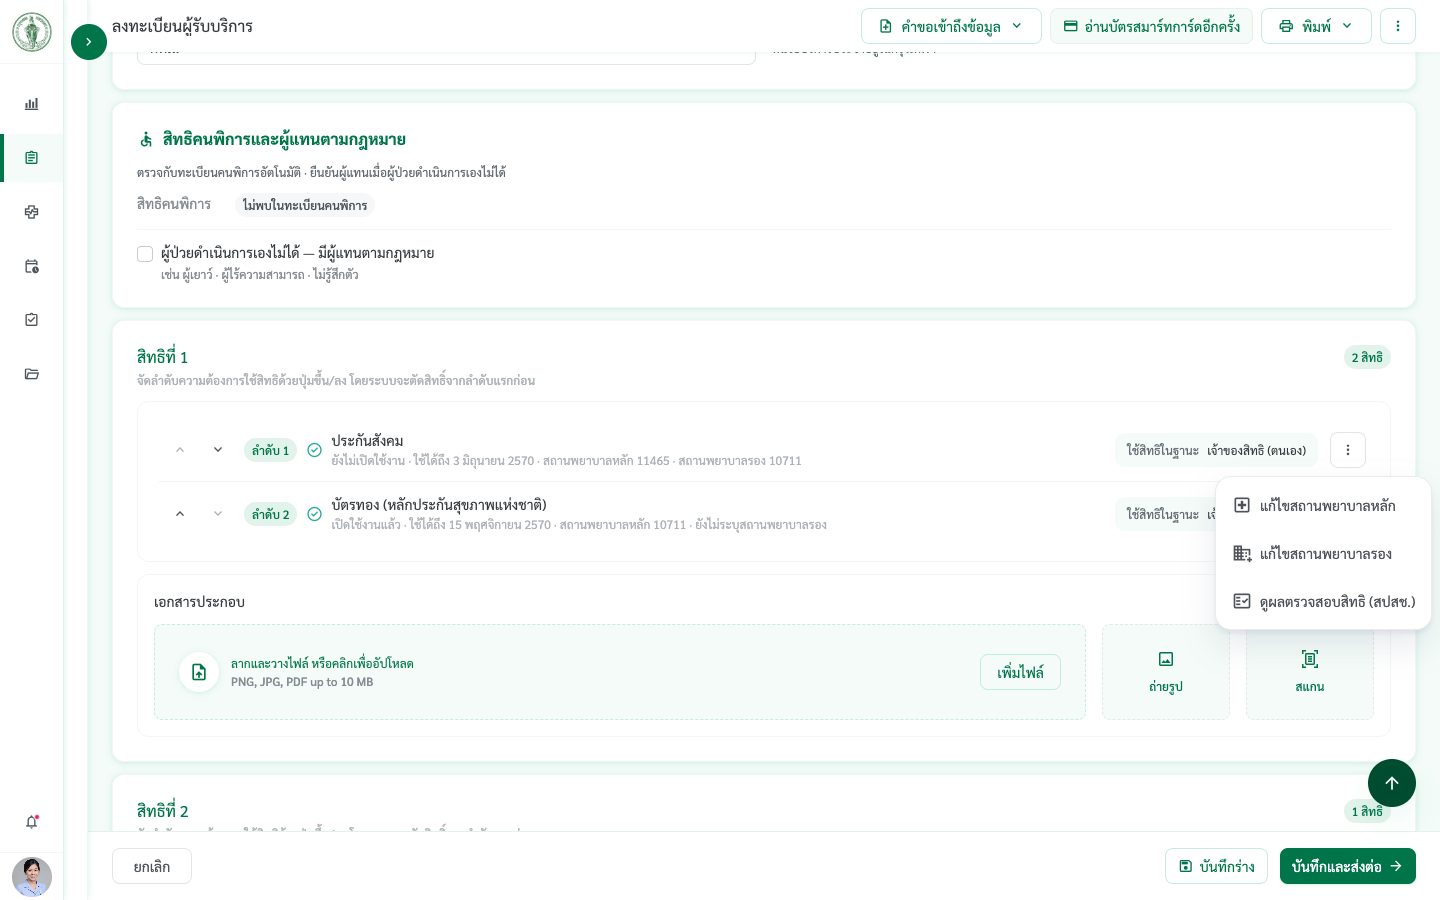 ลงทะเบียนผู้รับบริการ
คำขอเข้าถึงข้อมูล
อ่านบัตรสมาร์ทการ์ดอีกครั้ง
พิมพ์
สิทธิคนพิการและผู้แทนตามกฎหมาย
ตรวจกับทะเบียนคนพิการอัตโนมัติ · ยืนยันผู้แทนเมื่อผู้ป่วยดำเนินการเองไม่ได้
สิทธิคนพิการ ไม่พบในทะเบียนคนพิการ
ผู้ป่วยดำเนินการเองไม่ได้ — มีผู้แทนตามกฎหมาย
เช่น ผู้เยาว์ · ผู้ไร้ความสามารถ · ไม่รู้สึกตัว
สิทธิที่ 1
2 สิทธิ
จัดลำดับความต้องการใช้สิทธิด้วยปุ่มขึ้น/ลง โดยระบบจะตัดสิทธิ์จากลำดับแรกก่อน
ลำดับ 1
ประกันสังคม
ยังไม่เปิดใช้งาน · ใช้ได้ถึง 3 มิถุนายน 2570 · สถานพยาบาลหลัก 11465 · สถานพยาบาลรอง 10711
ใช้สิทธิในฐานะ เจ้าของสิทธิ (ตนเอง)
ลำดับ 2
บัตรทอง (หลักประกันสุขภาพแห่งชาติ)
เปิดใช้งานแล้ว · ใช้ได้ถึง 15 พฤศจิกายน 2570 · สถานพยาบาลหลัก 10711 · ยังไม่ระบุสถานพยาบาลรอง
ใช้สิทธิในฐานะ
แก้ไขสถานพยาบาลหลัก
แก้ไขสถานพยาบาลรอง
ดูผลตรวจสอบสิทธิ (สปสช.)
เอกสารประกอบ
ลากและวางไฟล์ หรือคลิกเพื่ออัปโหลด
PNG, JPG, PDF up to 10 MB
เพิ่มไฟล์
ถ่ายรูป
สแกน
สิทธิที่ 2
1 สิทธิ
ยกเลิก
บันทึกร่าง
บันทึกและส่งต่อ